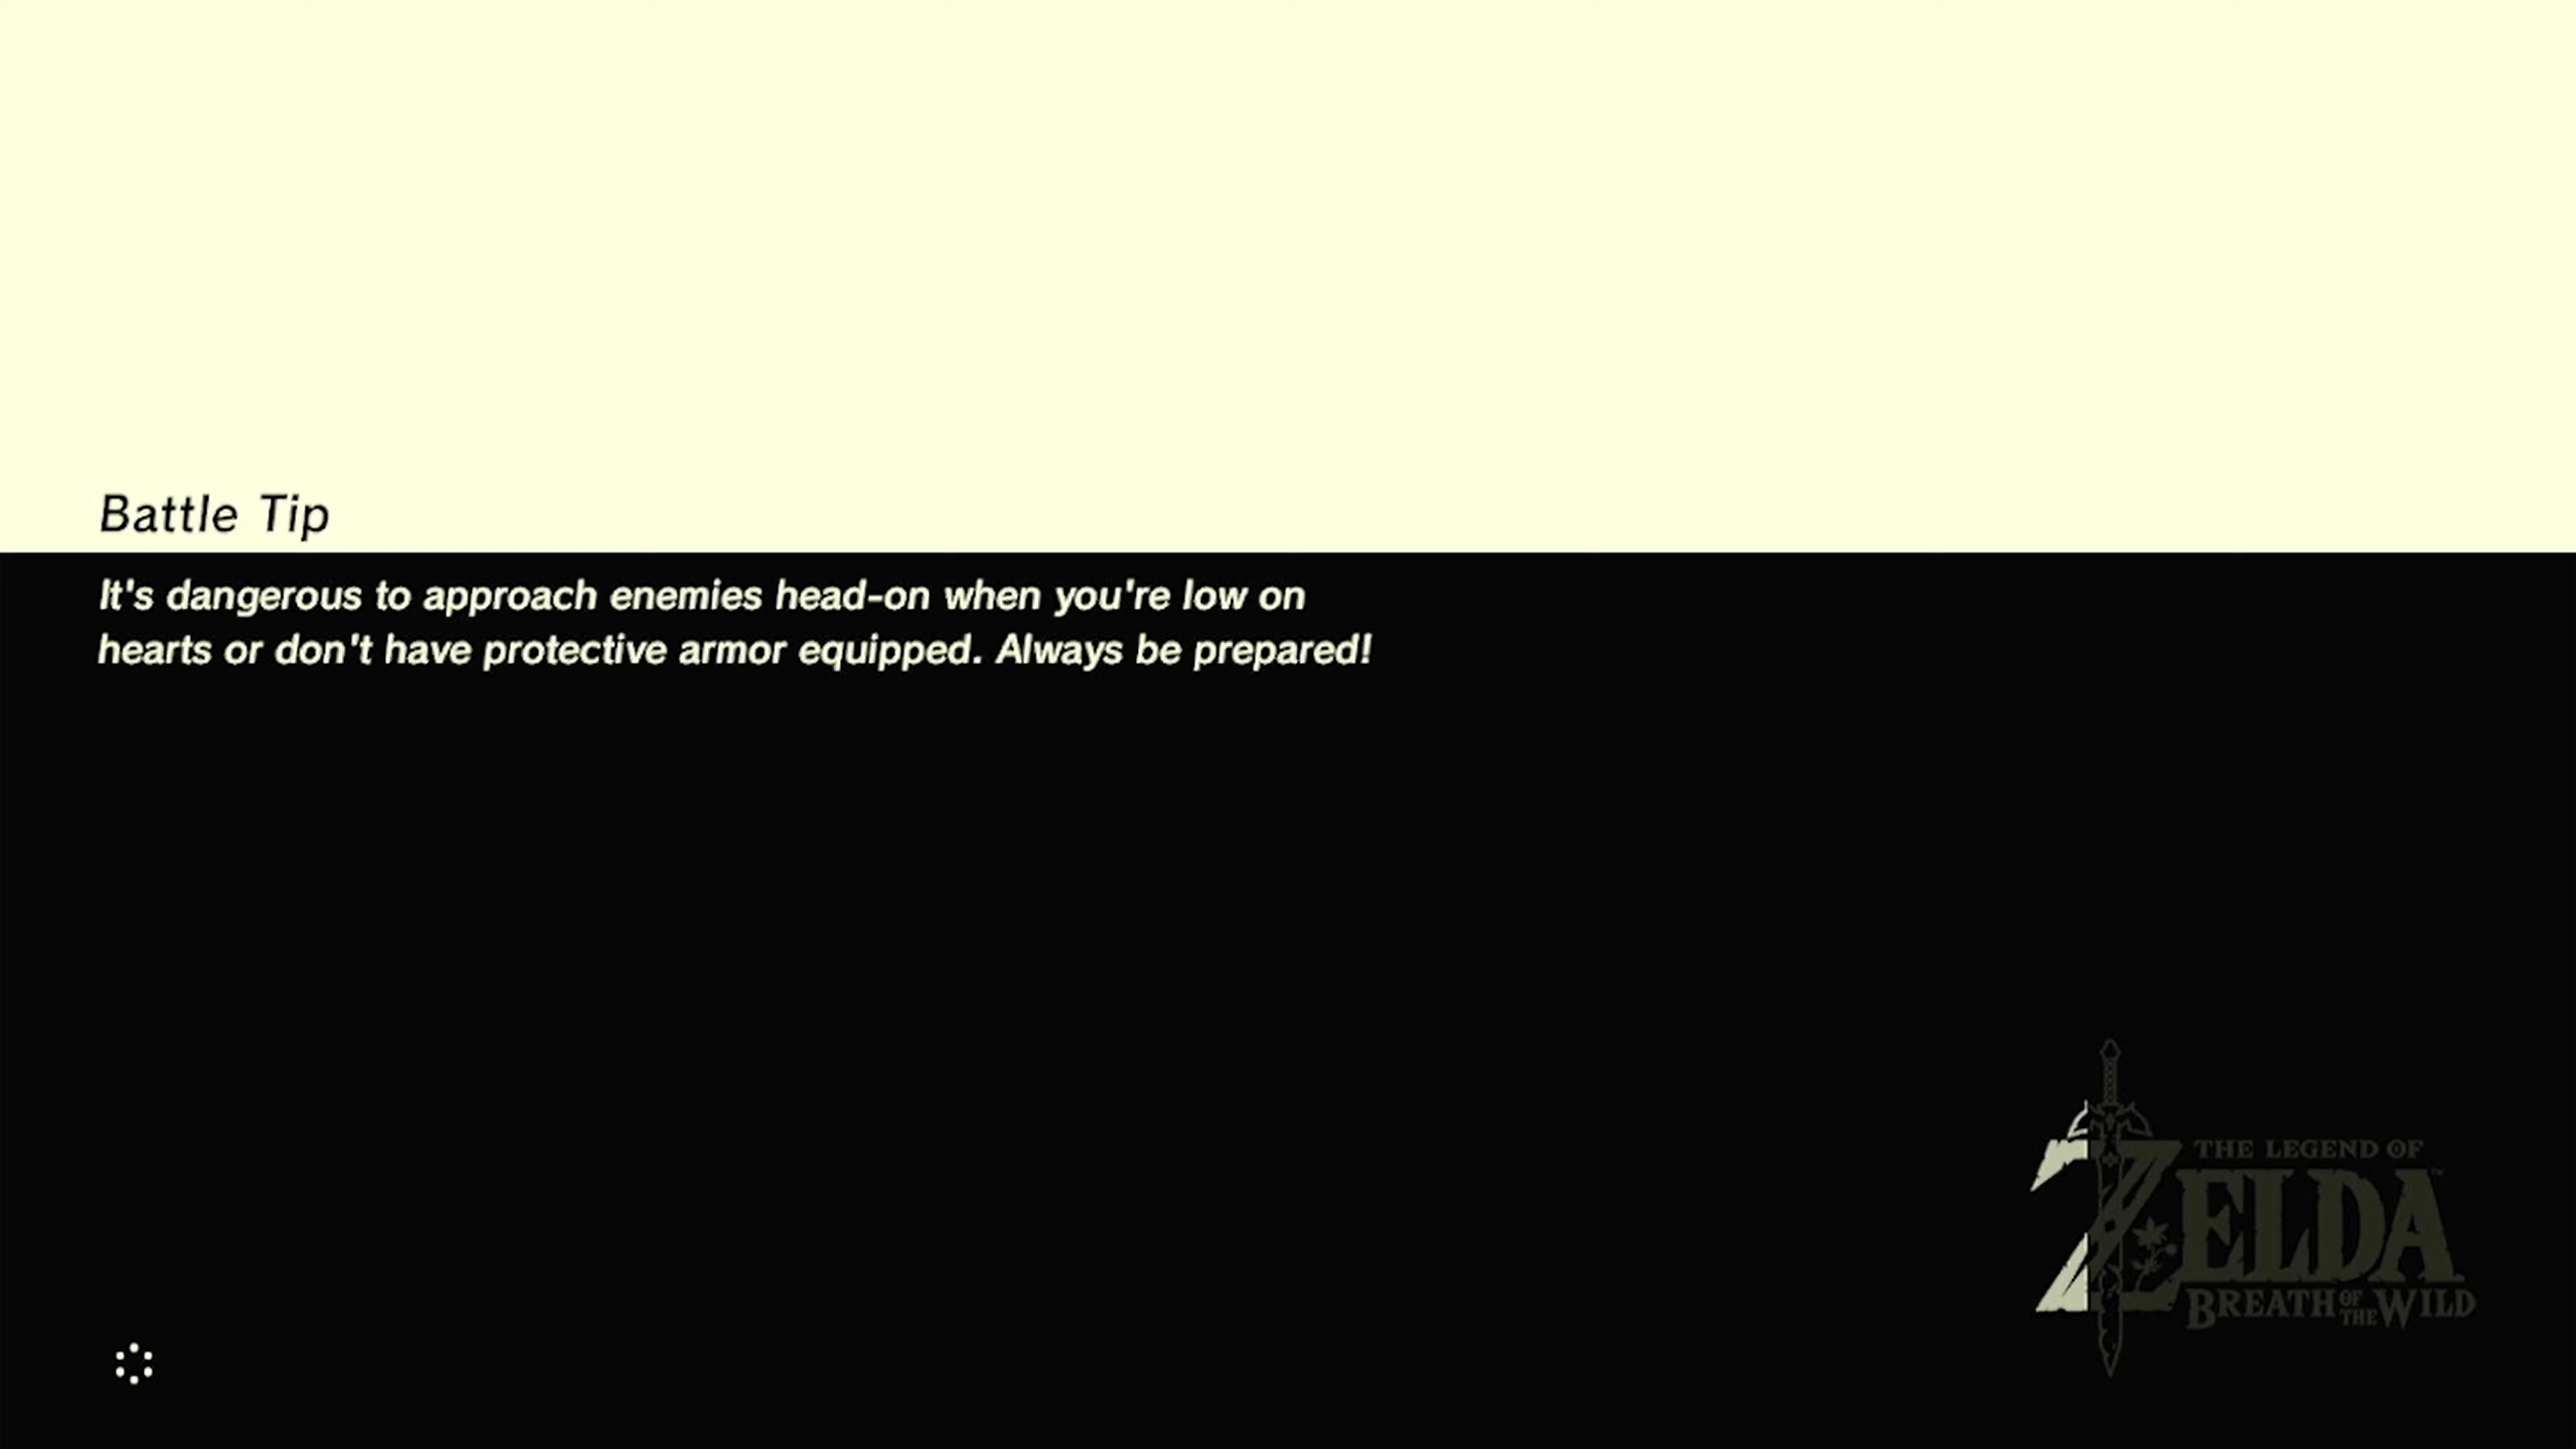 Battle Tip
It's dangerous to approach enemies head-on when you're low on
hearts or don't have protective armor equipped. Always be prepared!
THE LEGEND OF
ZELDA™
BREATH OF THE WILD